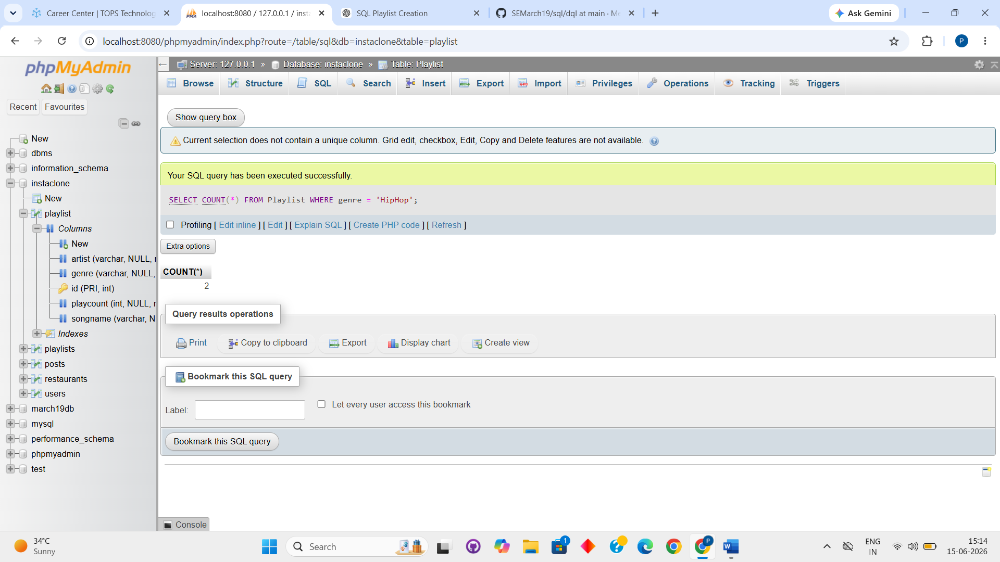 Career Center | TOPS Technolog
localhost:8080 / 127.0.0.1 / insta
SQL Playlist Creation
SEMarch19/sql/dql at main · Me
Ask Gemini
localhost:8080/phpmyadmin/index.php?route=/table/sql&db=instaclone&table=playlist
P
phpMyAdmin
Recent
Favourites
New
dbms
information_schema
instaclone
New
playlist
Columns
New
artist (varchar, NULL, r
genre (varchar, NULL,
id (PRI, int)
playcount (int, NULL, r
songname (varchar, N
Indexes
playlists
posts
restaurants
users
march19db
mysql
performance_schema
phpmyadmin
test
Server: 127.0.0.1 » Database: instaclone » Table: Playlist
Browse
Structure
SQL
Search
Insert
Export
Import
Privileges
Operations
Tracking
Triggers
Show query box
Current selection does not contain a unique column. Grid edit, checkbox, Edit, Copy and Delete features are not available.
Your SQL query has been executed successfully.
SELECT COUNT(*) FROM Playlist WHERE genre = 'HipHop';
Profiling [ Edit inline ] [ Edit ] [ Explain SQL ] [ Create PHP code ] [ Refresh ]
Extra options
COUNT(*)
2
Query results operations
Print
Copy to clipboard
Export
Display chart
Create view
Bookmark this SQL query
Label:
Let every user access this bookmark
Bookmark this SQL query
Console
34°C
Sunny
Search
1
P
W
ENG
IN
15:14
15-06-2026